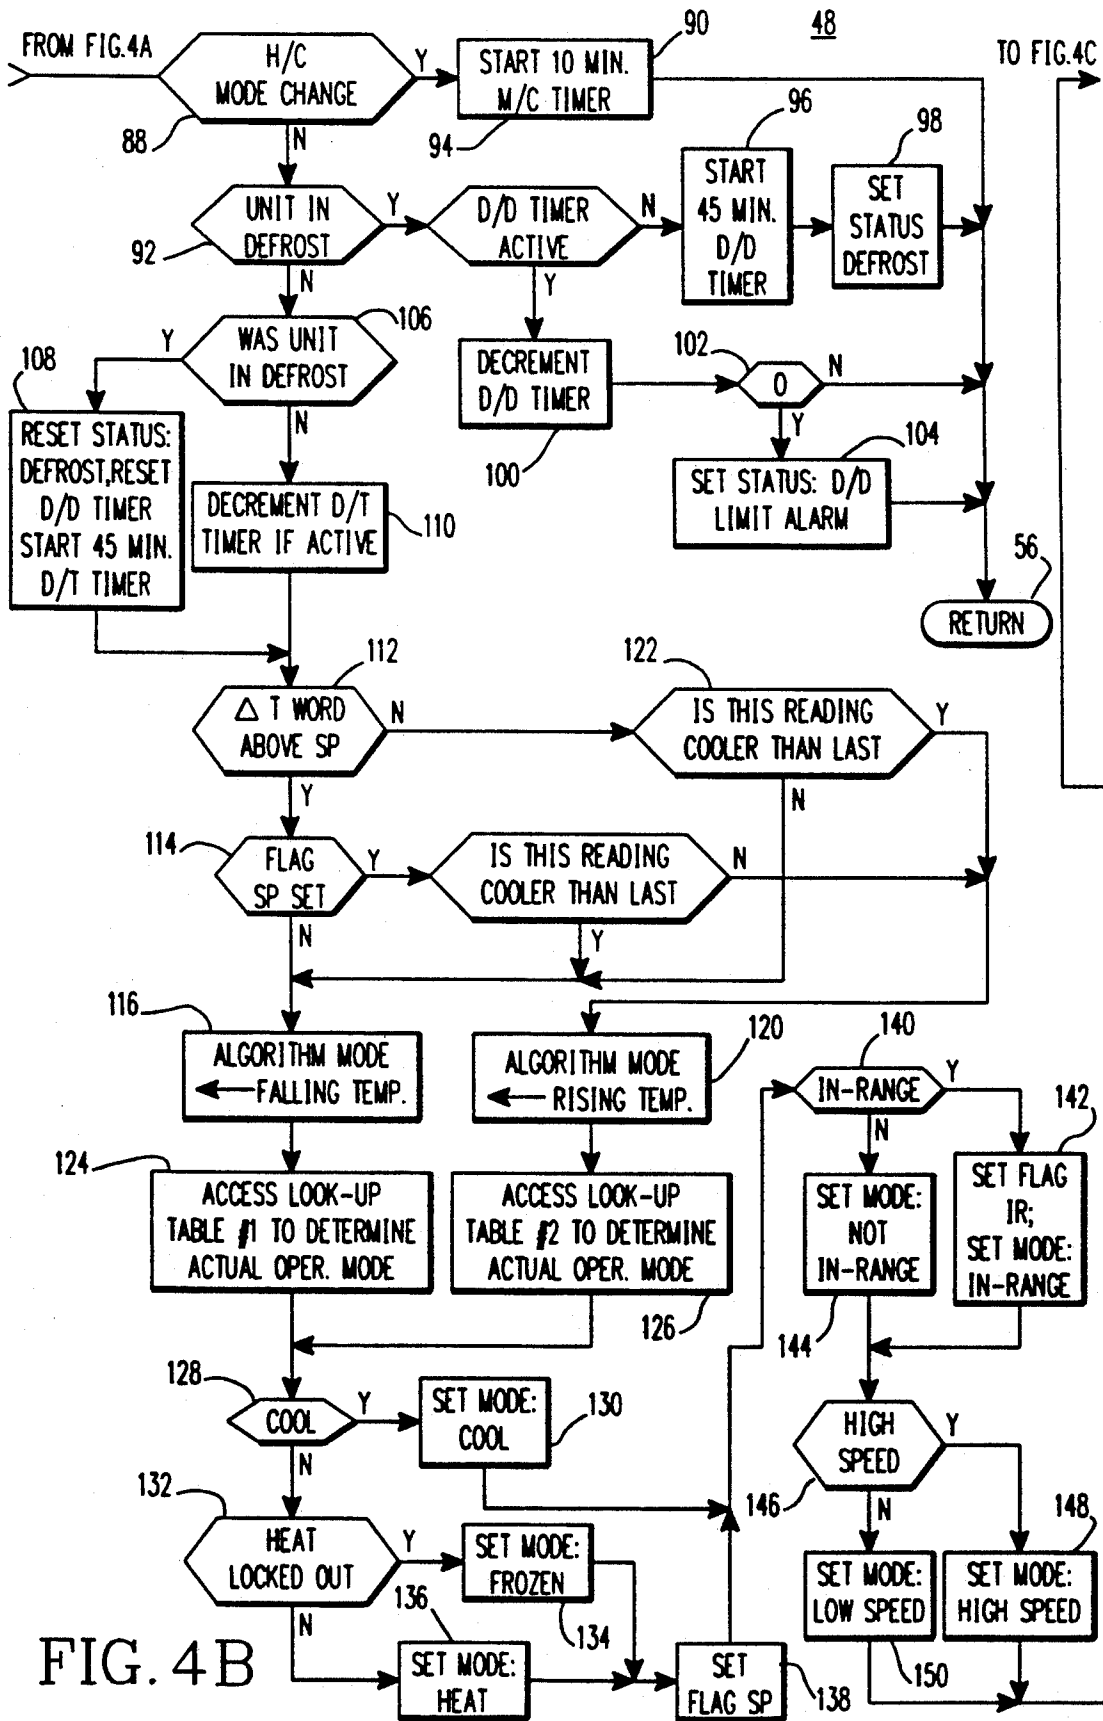 FROM FIG.4A
H/C
MODE CHANGE
88
Y
N
START 10 MIN.
M/C TIMER
90
94
48
TO FIG.4C
UNIT IN
DEFROST
92
Y
N
D/D TIMER
ACTIVE
N
Y
START
45 MIN.
D/D
TIMER
96
SET
STATUS
DEFROST
98
WAS UNIT
IN DEFROST
106
Y
N
108
RESET STATUS:
DEFROST,RESET
D/D TIMER
START 45 MIN.
D/T TIMER
DECREMENT
D/D TIMER
100
102
0
N
Y
104
SET STATUS: D/D
LIMIT ALARM
DECREMENT D/T
TIMER IF ACTIVE
110
56
RETURN
112
△ T WORD
ABOVE SP
N
Y
122
IS THIS READING
COOLER THAN LAST
Y
N
114
FLAG
SP SET
Y
N
IS THIS READING
COOLER THAN LAST
N
Y
116
ALGORITHM MODE
←FALLING TEMP.
120
ALGORITHM MODE
← RISING TEMP.
124
ACCESS LOOK-UP
TABLE #1 TO DETERMINE
ACTUAL OPER. MODE
ACCESS LOOK-UP
TABLE #2 TO DETERMINE
ACTUAL OPER. MODE
126
128
COOL
Y
N
SET MODE:
COOL
130
132
HEAT
LOCKED OUT
Y
N
SET MODE:
FROZEN
134
136
SET MODE:
HEAT
SET
FLAG SP
138
140
IN-RANGE
Y
N
142
SET FLAG
IR;
SET MODE:
IN-RANGE
SET MODE:
NOT
IN-RANGE
144
HIGH
SPEED
146
Y
N
148
SET MODE:
HIGH SPEED
SET MODE:
LOW SPEED
150
FIG. 4B